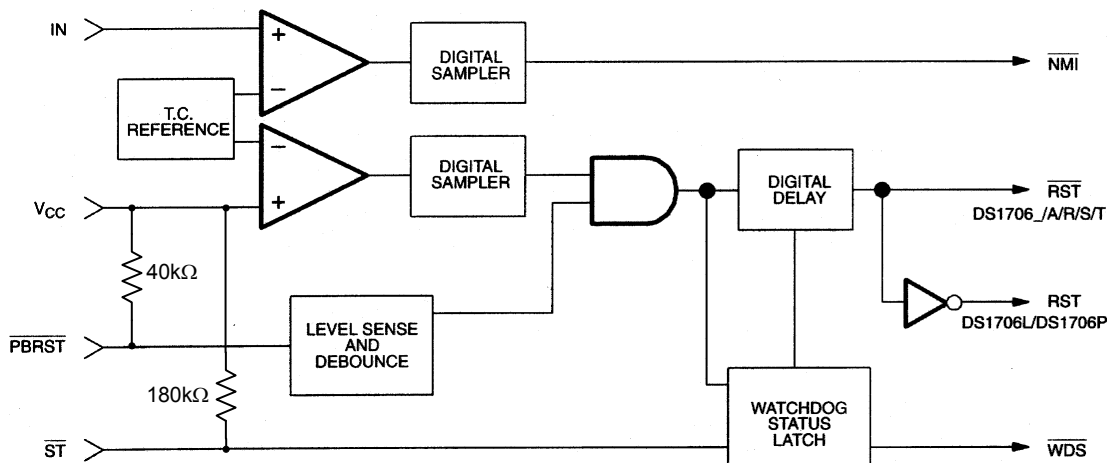 IN
+
−
DIGITAL
SAMPLER
NMI
T.C.
REFERENCE
−
+
DIGITAL
SAMPLER
DIGITAL
DELAY
RST
DS1706_/A/R/S/T
VCC
40kΩ
RST
DS1706L/DS1706P
PBRST
LEVEL SENSE
AND
DEBOUNCE
180kΩ
WATCHDOG
STATUS
LATCH
ST
WDS